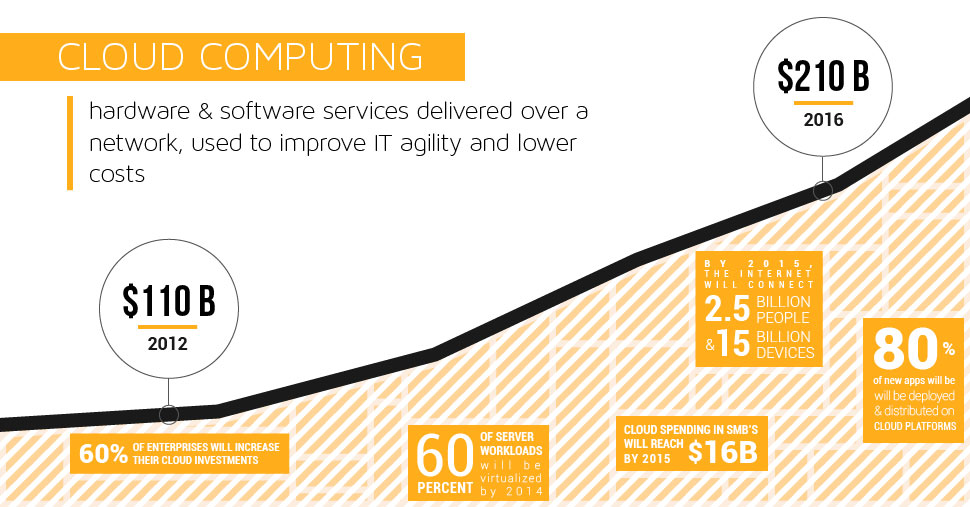 CLOUD COMPUTING
hardware & software services delivered over a
network, used to improve IT agility and lower
costs
$210 B
2016
$110 B
2012
BY 2015,
THE INTERNET
WILL CONNECT
2.5 BILLION
PEOPLE
&15 BILLION
DEVICES
80%
of new apps will be
will be deployed
& distributed on
CLOUD PLATFORMS
60% OF ENTERPRISES WILL INCREASE
THEIR CLOUD INVESTMENTS
60
PERCENT
OF SERVER
WORKLOADS
will be
virtualized
by 2014
CLOUD SPENDING IN SMB'S
WILL REACH
BY 2015
$16B